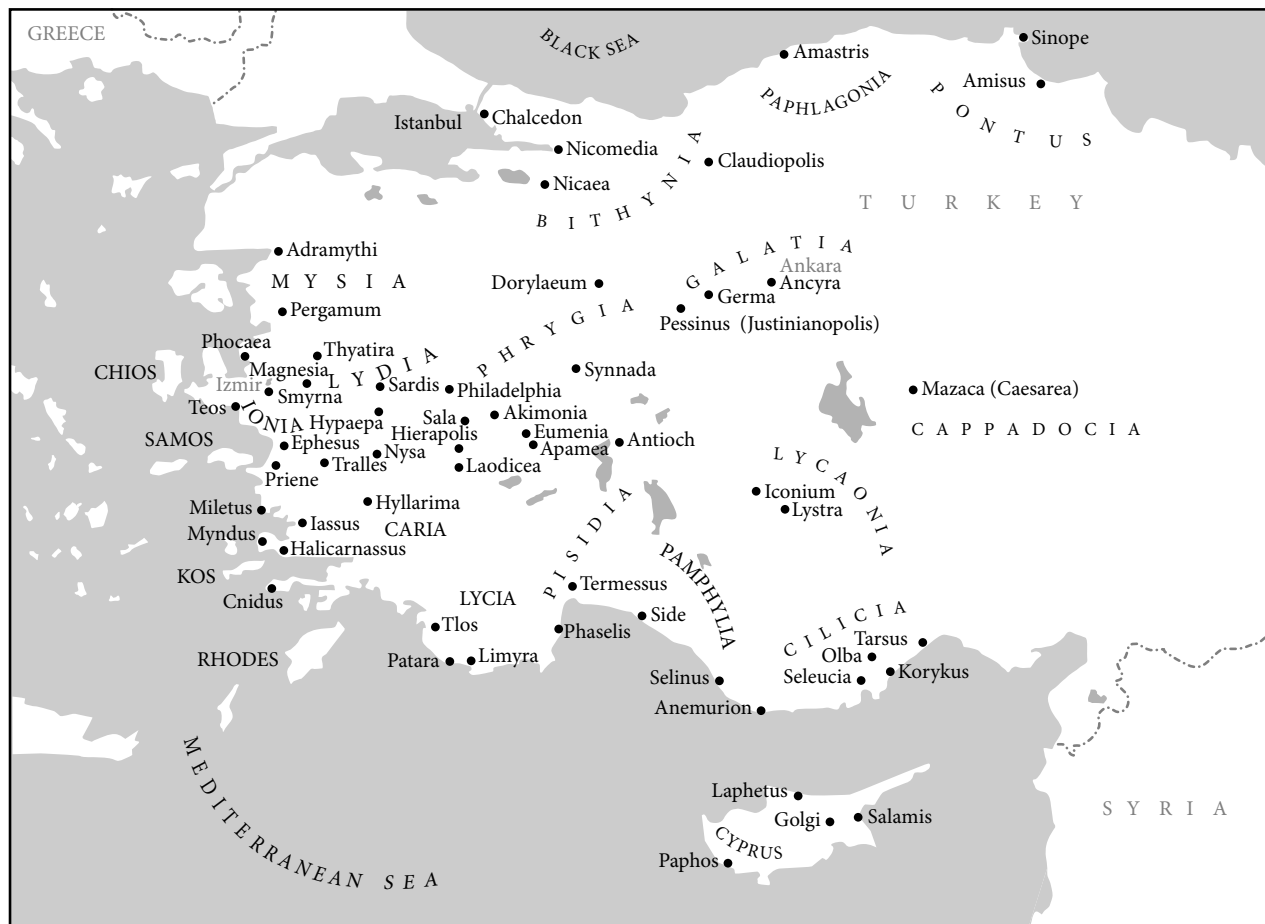 GREECE
BLACK SEA
Sinope
Amastris
Amisus
PAPHLAGONIA
PONTUS
Istanbul
Chalcedon
Nicomedia
Claudiopolis
Nicaea
BITHYNIA
TURKEY
Adramythi
GALATIA
Ankara
MYSIA
Dorylaeum
Ancyra
Germa
Pergamum
PHRYGIA
Pessinus (Justinianopolis)
Phocaea
Thyatira
LYDIA
Magnesia
CHIOS
Synnada
Izmir
Sardis
Philadelphia
Mazaca (Caesarea)
Smyrna
Teos
IONIA
Hypaepa
Sala
Akimonia
CAPPADOCIA
SAMOS
Hierapolis
Eumenia
Ephesus
Antioch
Nysa
Apamea
LYCAONIA
Tralles
Laodicea
Priene
Iconium
Hyllarima
Lystra
Miletus
Iassus
CARIA
PISIDIA
Myndus
Halicarnassus
PAMPHYLIA
KOS
Termessus
Cnidus
LYCIA
Side
CILICIA
Tlos
Phaselis
Tarsus
RHODES
Patara
Limyra
Olba
Korykus
Selinus
Seleucia
Anemurion
MEDITERRANEAN SEA
Laphetus
SYRIA
Golgi
Salamis
CYPRUS
Paphos